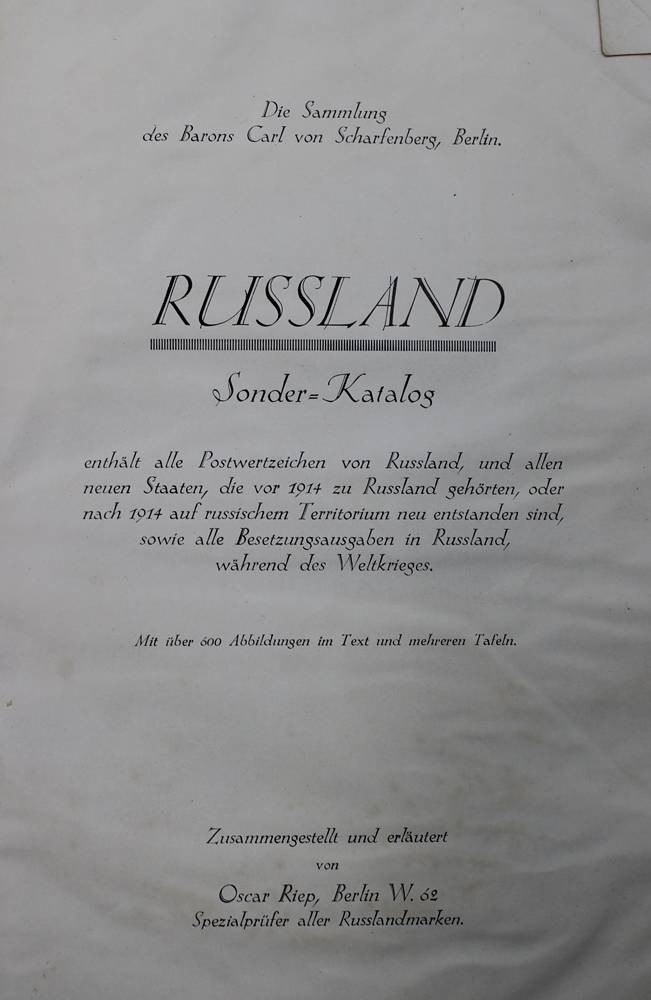 Die Sammlung
des Barons Carl von Scharfenberg, Berlin.
RUSSLAND
Sonder=Katalog
enthält alle Postwertzeichen von Russland, und allen
neuen Staaten, die vor 1914 zu Russland gehörten, oder
nach 1914 auf russischem Territorium neu entstanden sind,
sowie alle Besetzungsausgaben in Russland,
während des Weltkrieges.
Mit über 600 Abbildungen im Text und mehreren Tafeln.
Zusammengestellt und erläutert
von
Oscar Riep, Berlin W. 62
Spezialprüfer aller Russlandmarken.